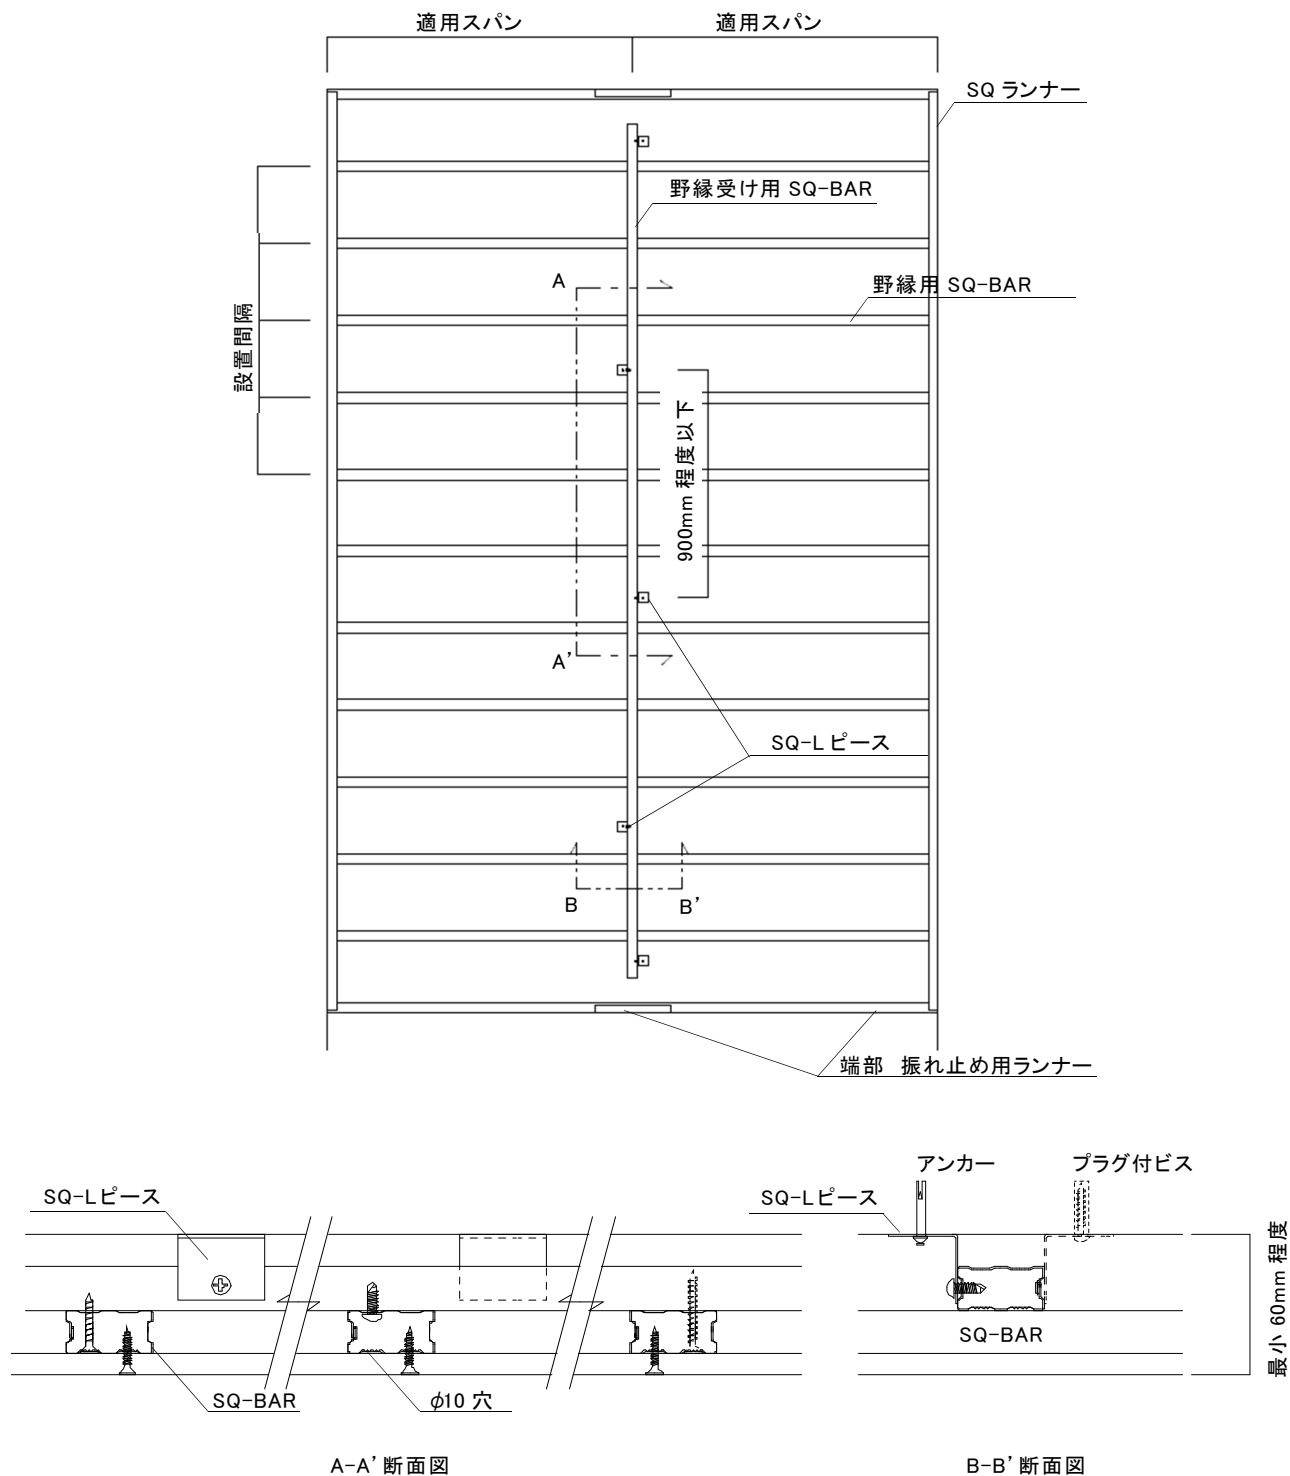 適用スパン
適用スパン
SQ ランナー
野縁受け用 SQ-BAR
A
野縁用 SQ-BAR
設置間隔
900mm 程度以下
A'
SQ-L ピース
B
B'
端部 振れ止め用ランナー
アンカー
プラグ付ビス
SQ-Lピース
SQ-Lピース
最小 60mm 程度
SQ-BAR
SQ-BAR
φ10 穴
A-A' 断面図
B-B' 断面図